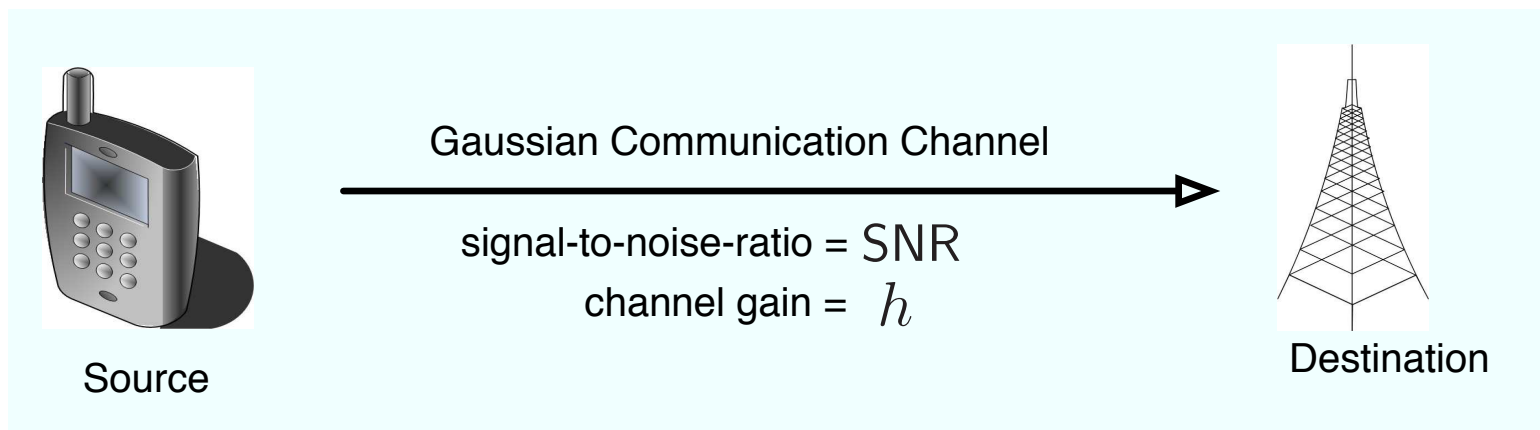 Gaussian Communication Channel
signal-to-noise-ratio = SNR
channel gain = h
Source
Destination